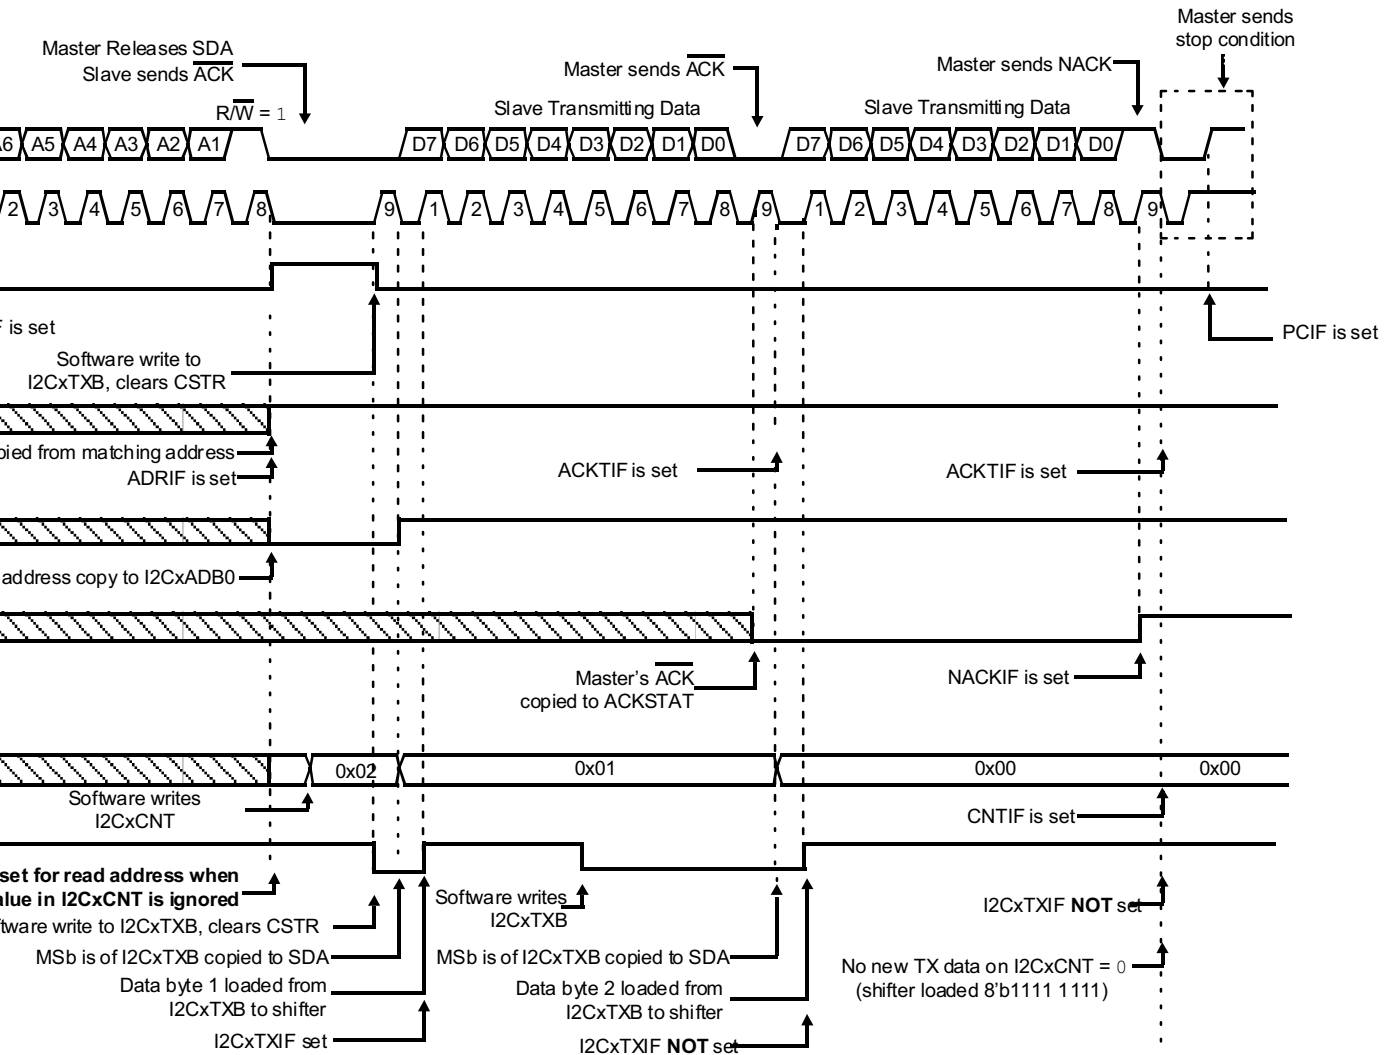 Master sends
stop condition
Master Releases SDA
Slave sends ACK
Master sends ACK
Master sends NACK
R/W = 1
Slave Transmitting Data
Slave Transmitting Data
A6 A5 A4 A3 A2 A1 D7 D6 D5 D4 D3 D2 D1 D0 D7 D6 D5 D4 D3 D2 D1 D0
2 3 4 5 6 7 8 9 1 2 3 4 5 6 7 8 9 1 2 3 4 5 6 7 8 9
F is set
PCIF is set
Software write to
I2CxTXB, clears CSTR
pied from matching address
ADRIF is set
ACKTIF is set
ACKTIF is set
address copy to I2CxADB0
Master's ACK
copied to ACKSTAT
NACKIF is set
0x02 0x01 0x00 0x00
Software writes
I2CxCNT
CNTIF is set
set for read address when
alue in I2CxCNT is ignored
Software writes
I2CxTXB
I2CxTXIF NOT set
ftware write to I2CxTXB, clears CSTR
MSb is of I2CxTXB copied to SDA
MSb is of I2CxTXB copied to SDA
No new TX data on I2CxCNT = 0
(shifter loaded 8'b1111 1111)
Data byte 1 loaded from
I2CxTXB to shifter
Data byte 2 loaded from
I2CxTXB to shifter
I2CxTXIF set
I2CxTXIF NOT set